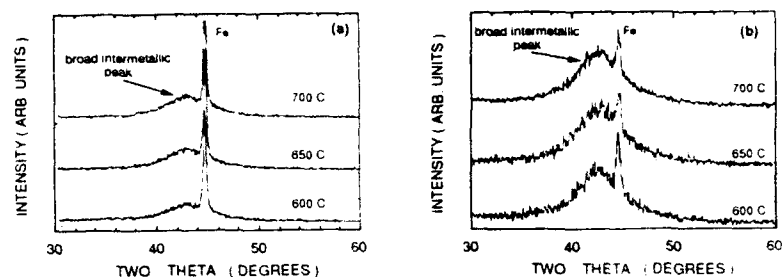 (a)
Fe
broad intermetallic
peak
700 C
650 C
600 C
INTENSITY (ARB. UNITS)
30 40 50 60
TWO THETA (DEGREES)
(b)
Fe
broad intermetallic
peak
700 C
650 C
600 C
INTENSITY (ARB. UNITS)
30 40 50 60
TWO THETA (DEGREES)